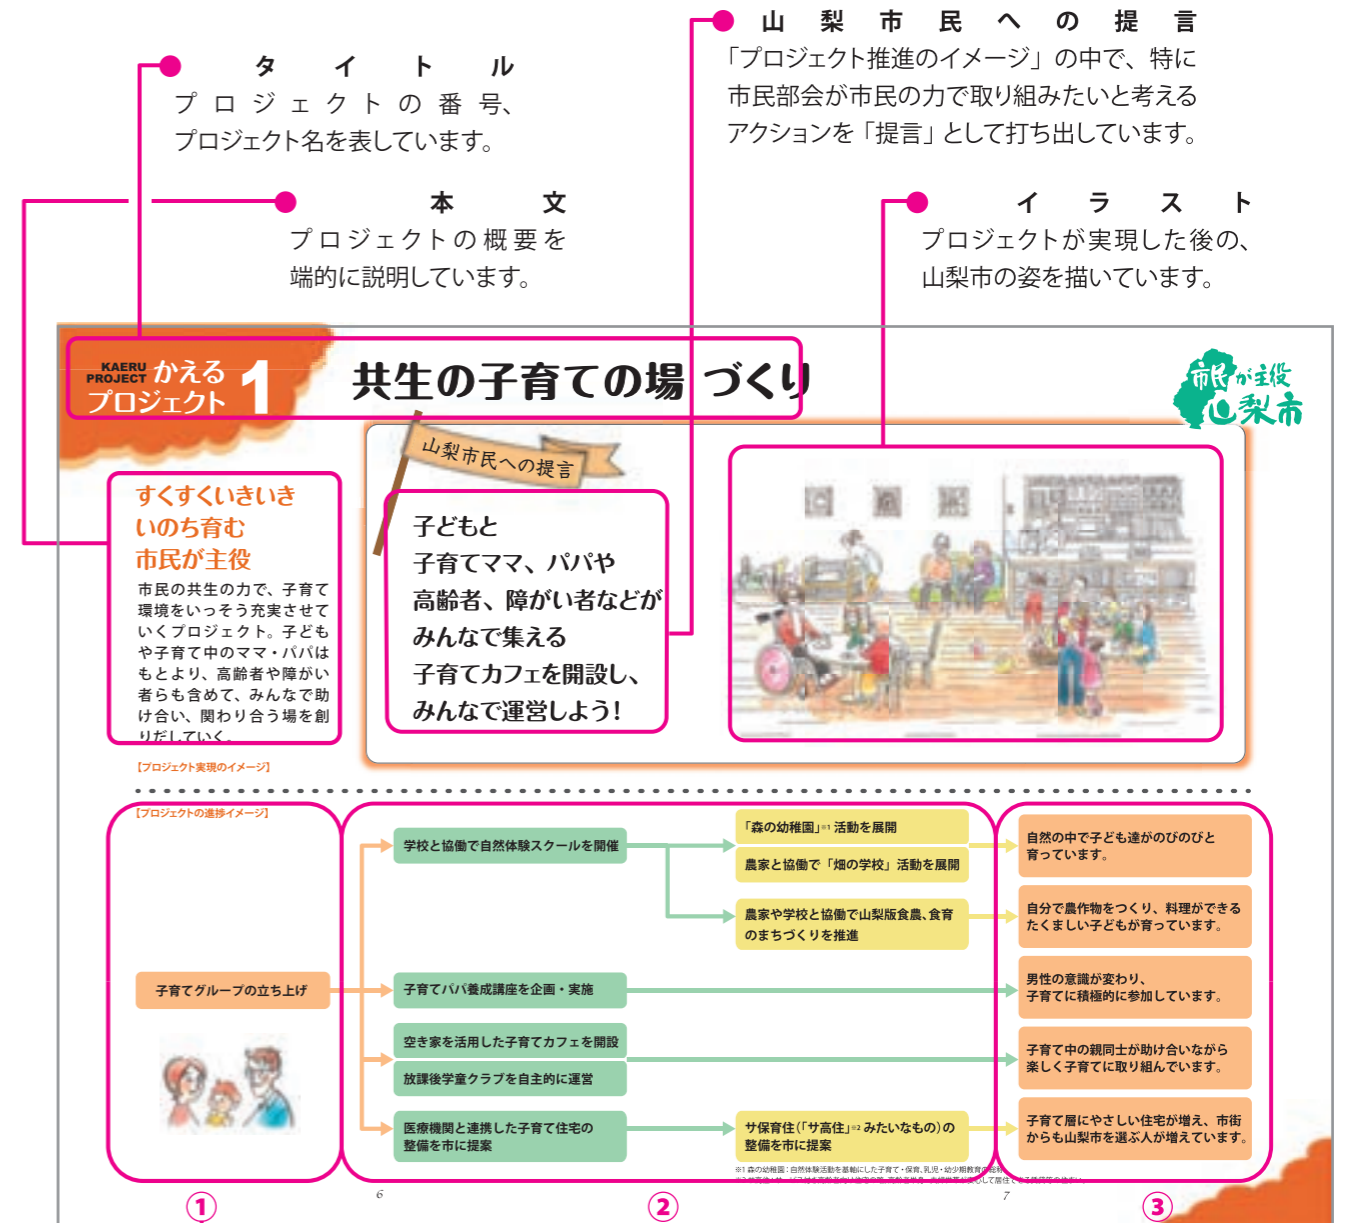 タイトル
プロジェクトの番号、
プロジェクト名を表しています。
本文
プロジェクトの概要を
端的に説明しています。
山梨市民への提言
「プロジェクト推進のイメージ」の中で、特に
市民部会が市民の力で取り組みたいと考える
アクションを「提言」として打ち出しています。
イラスト
プロジェクトが実現した後の、
山梨市の姿を描いています。
KAERU
PROJECT かえる
プロジェクト 1
共生の子育ての場 づくり
市民が主役
山梨市
すくすくいきいき
いのち育む
市民が主役
市民の共生の力で、子育て
環境をいっそう充実させて
いくプロジェクト。子ども
や子育て中のママ・パパは
もとより、高齢者や障がい
者らも含めて、みんなで助
け合い、関わり合う場を創
りだしていく。
【プロジェクト実現のイメージ】
山梨市民への提言
子どもと
子育てママ、パパや
高齢者、障がい者などが
みんなで集える
子育てカフェを開設し、
みんなで運営しよう!
【プロジェクトの進捗イメージ】
子育てグループの立ち上げ
学校と協働で自然体験スクールを開催
子育てパパ養成講座を企画・実施
空き家を活用した子育てカフェを開設
放課後学童クラブを自主的に運営
医療機関と連携した子育て住宅の
整備を市に提案
「森の幼稚園」※1 活動を展開
農家と協働で「畑の学校」活動を展開
農家や学校と協働で山梨版食農、食育
のまちづくりを推進
サ保育住(「サ高住」※2 みたいなもの)の
整備を市に提案
自然の中で子ども達がのびのびと
育っています。
自分で農作物をつくり、料理ができる
たくましい子どもが育っています。
男性の意識が変わり、
子育てに積極的に参加しています。
子育て中の親同士が助け合いながら
楽しく子育てに取り組んでいます。
子育て層にやさしい住宅が増え、市街
からも山梨市を選ぶ人が増えています。
※1 森の幼稚園：自然体験活動を基軸にした子育て・保育、乳児・幼少期教育の総称
6
7
①
②
③